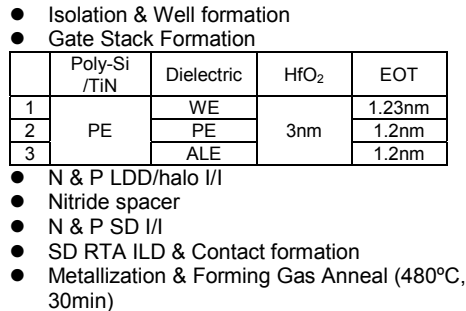 ● Isolation & Well formation
● Gate Stack Formation
Poly-Si
/TiN Dielectric HfO₂ EOT
1 PE WE 3nm 1.23nm
2 PE 1.2nm
3 ALE 1.2nm
● N & P LDD/halo I/I
● Nitride spacer
● N & P SD I/I
● SD RTA ILD & Contact formation
● Metallization & Forming Gas Anneal (480ºC,
30min)